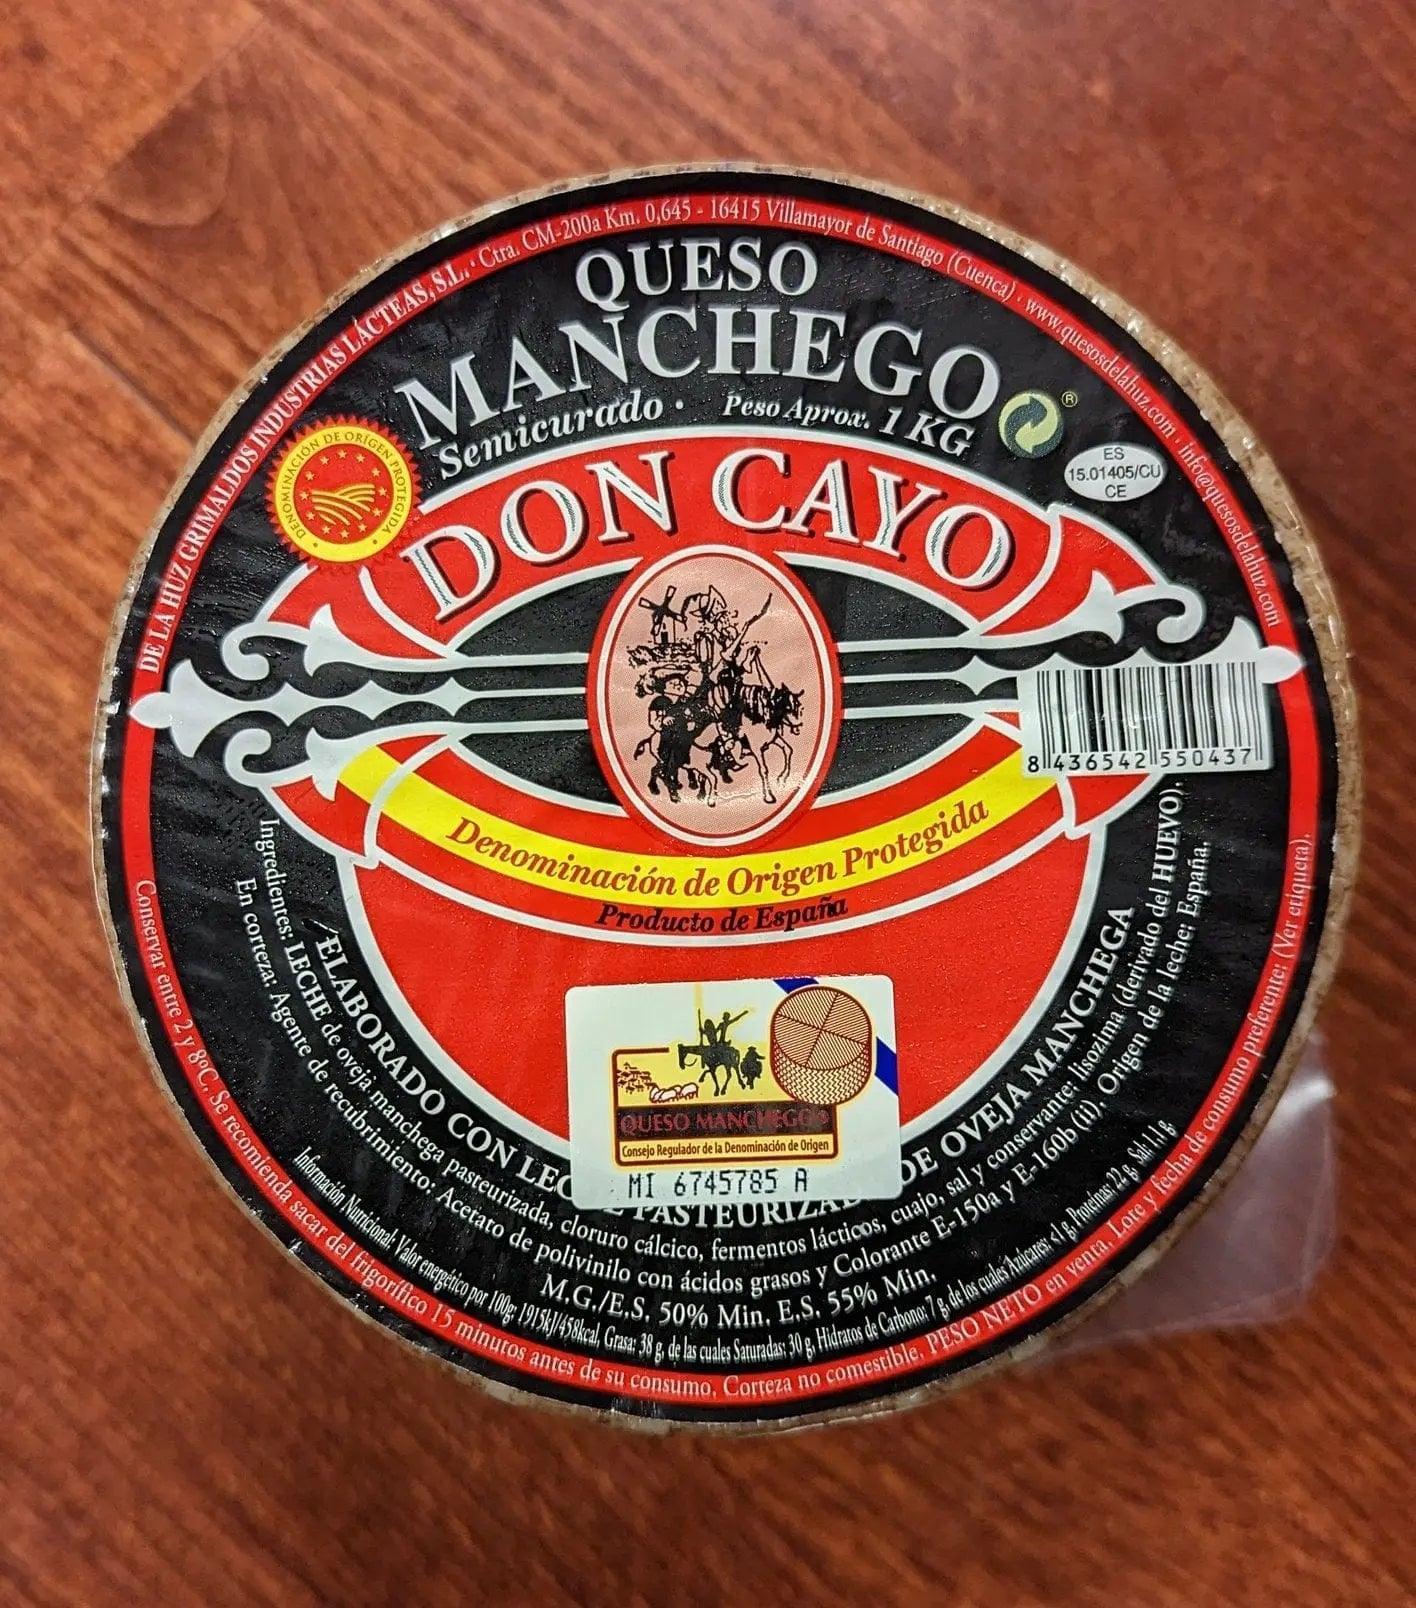 DE LA HUZ GRIMALDOS INDUSTRIAS LÁCTEAS, S.L. · Ctra. CM-200a Km. 0,645 - 16415 Villamayor de Santiago (Cuenca) · www.quesosdelahuz.com · info@quesosdelahuz.com
QUESO
MANCHEGO
Semicurado · Peso Aprox. 1 KG
®
DENOMINACIÓN DE ORIGEN PROTEGIDA
ES
15.01405/CU
CE
DON CAYO
8 436542 550437
Denominación de Origen Protegida
Producto de España
QUESO MANCHEGO®
Consejo Regulador de la Denominación de Origen
MI 6745785 A
ELABORADO CON LEC PASTEURIZA DE OVEJA MANCHEGA
Ingredientes: LECHE de oveja manchega pasteurizada, cloruro cálcico, fermentos lácticos, cuajo, sal y conservante: lisozima (derivado del HUEVO).
En corteza: Agente de recubrimiento: Acetato de polivinilo con ácidos grasos y Colorante E-150a y E-160b (ii). Origen de la leche: España.
M.G./E.S. 50% Min. E.S. 55% Min.
Información Nutricional: Valor energético por 100g: 1915kJ/458kcal, Grasa: 38 g, de las cuales Saturadas: 30 g, Hidratos de Carbono: 7 g, de los cuales Azúcares: <1 g, Proteínas: 22 g, Sal: 1,1 g
Conservar entre 2 y 8ºC. Se recomienda sacar del frigorífico 15 minutos antes de su consumo. Corteza no comestible. PESO NETO en venta. Lote y fecha de consumo preferente: (Ver etiqueta).